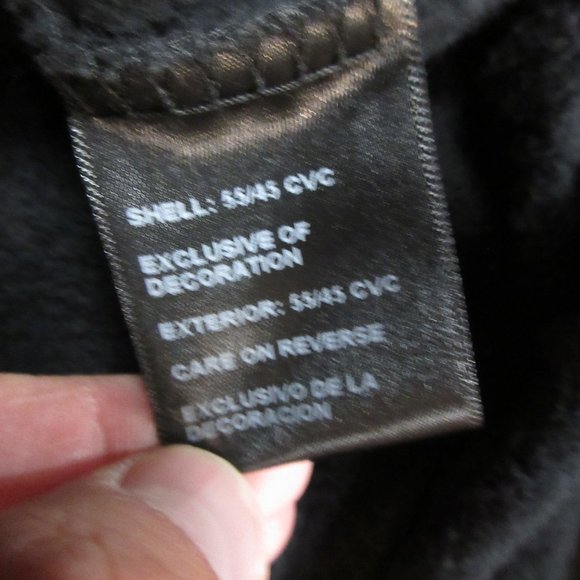 SHELL: 55/45 CVC
EXCLUSIVE OF
DECORATION
EXTERIOR: 55/45 CVC
CARE ON REVERSE
EXCLUSIVO DE LA
DECORACION